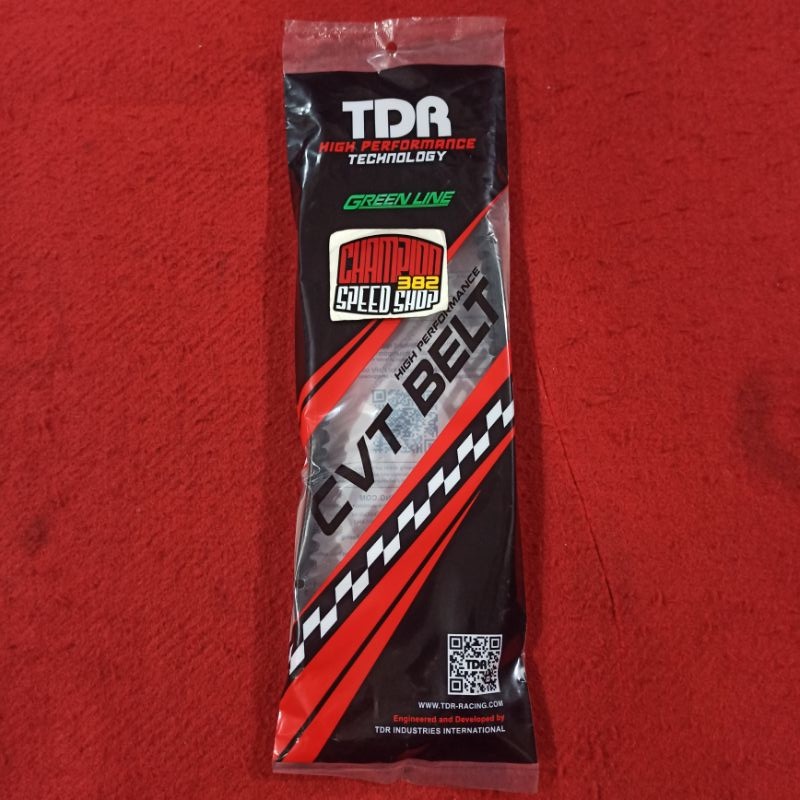 TDR
HIGH PERFORMANCE
TECHNOLOGY
GREEN LINE
CHAMPION
382
SPEED SHOP
HIGH PERFORMANCE
CVT BELT
TDR
WWW.TDR-RACING.COM
Engineered and Developed by
TDR INDUSTRIES INTERNATIONAL